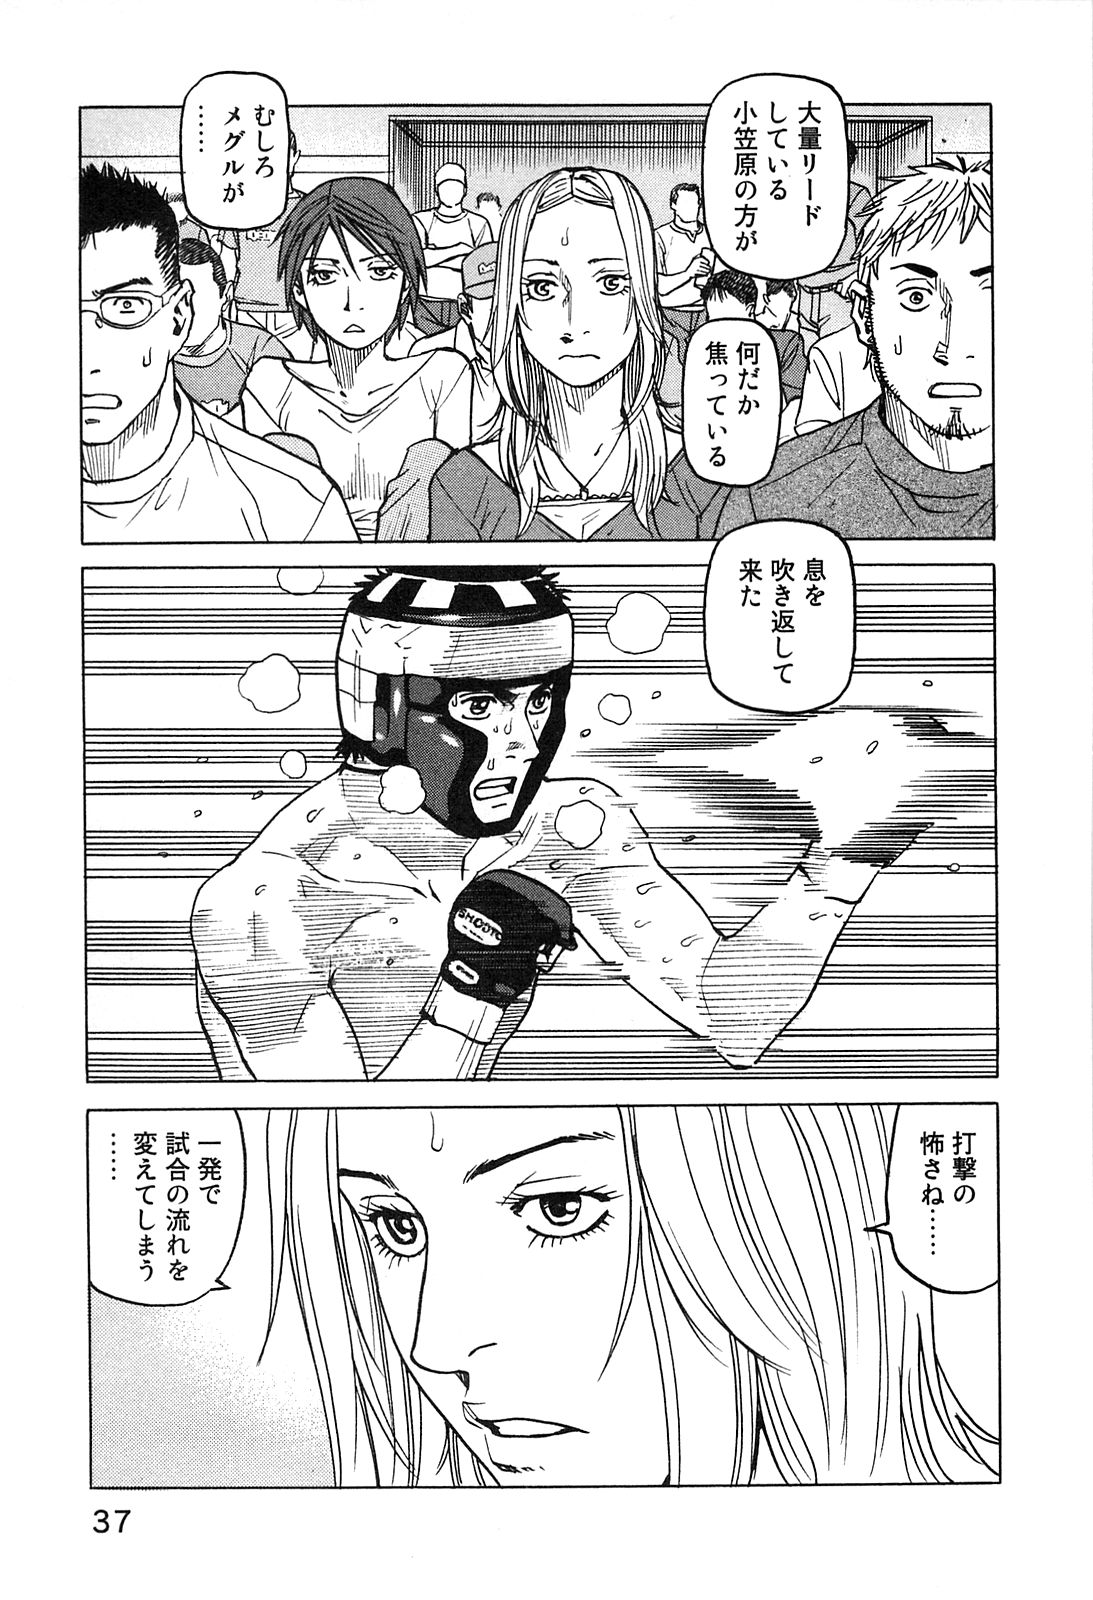 大量リード
している
小笠原の方が
何だか
焦っている
むしろ
メグルが
……
息を
吹き返して
来た
SHOOTO
打撃の
怖さね……
一発で
試合の流れを
変えてしまう
……
37